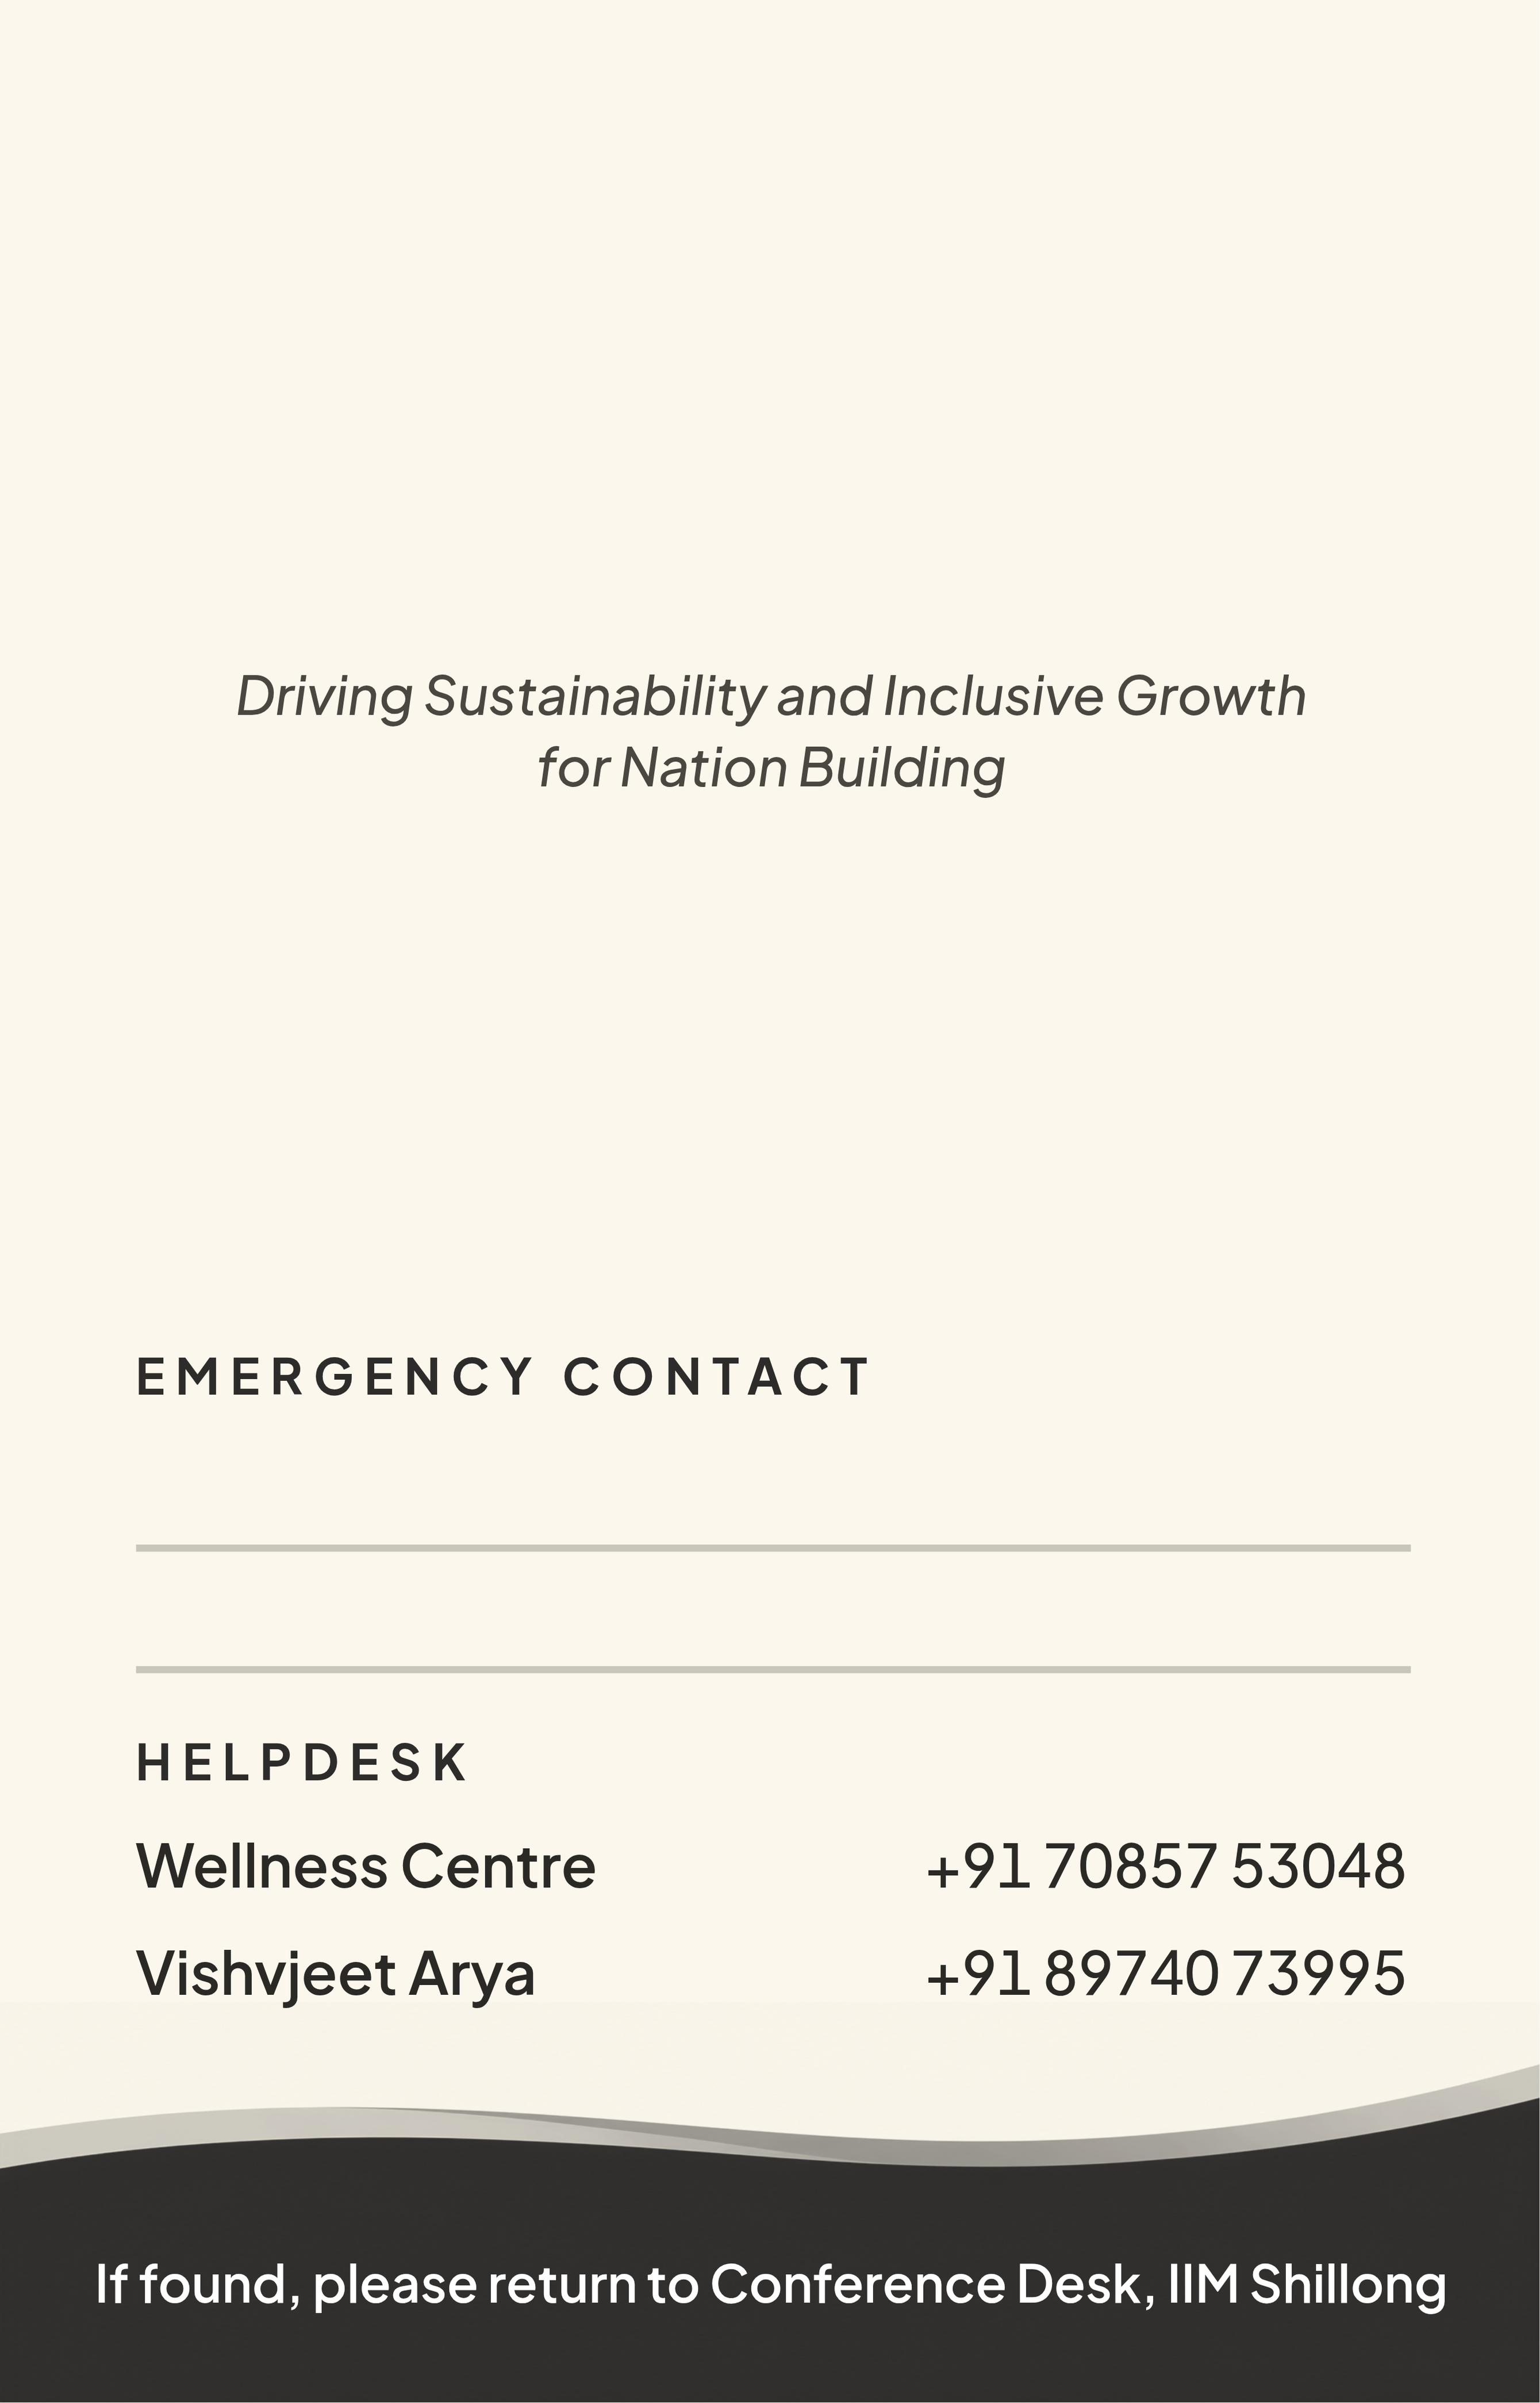 Driving Sustainability and Inclusive Growth
for Nation Building
EMERGENCY CONTACT
HELPDESK
Wellness Centre +91 70857 53048
Vishvjeet Arya +91 89740 73995
If found, please return to Conference Desk, IIM Shillong